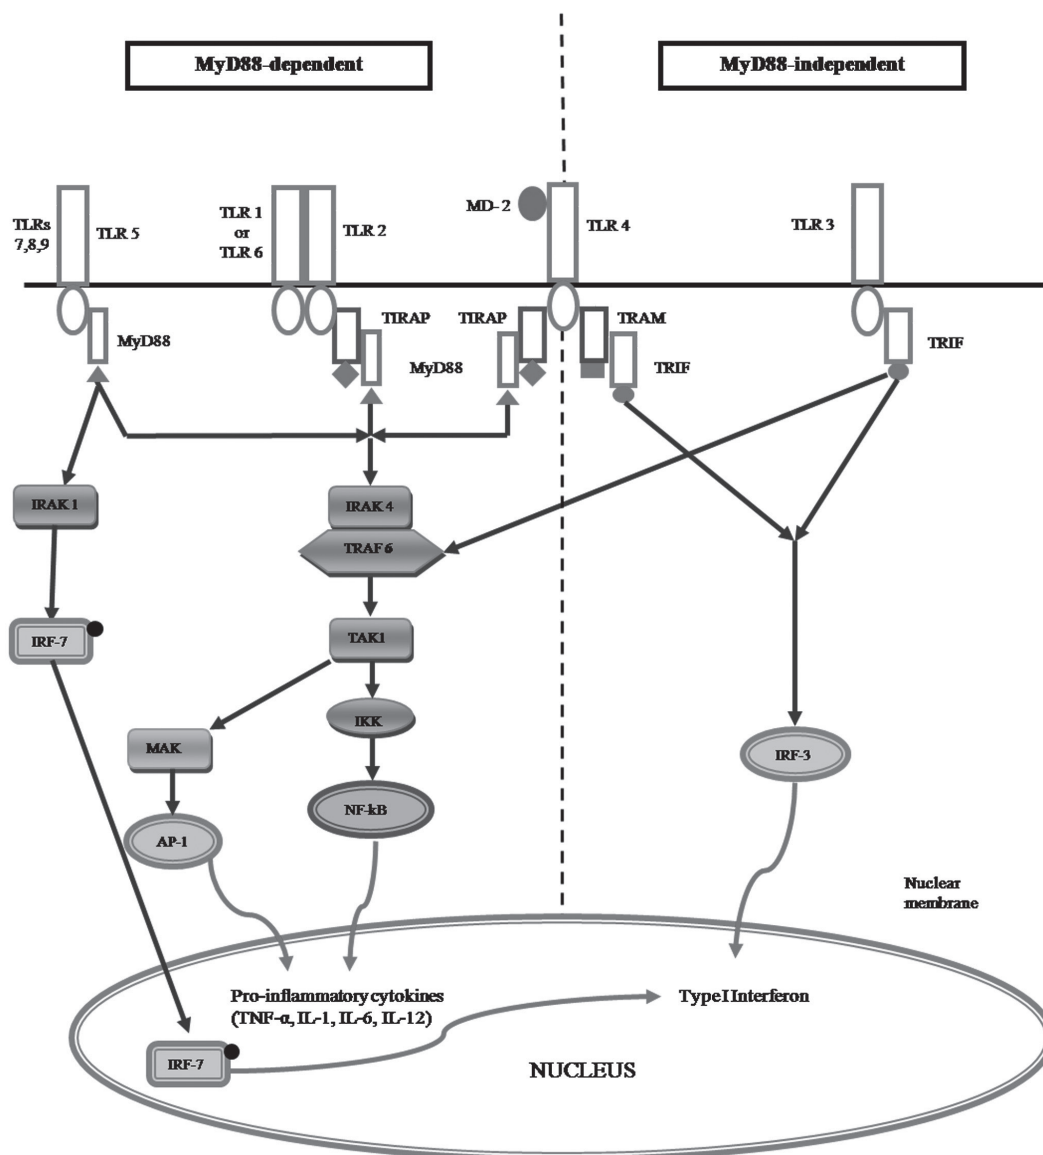 MyD88-dependent
MyD88-independent
TLRs
7,8,9
TLR 5
TLR 1
or
TLR 6
TLR 2
MD-2
TLR 4
TLR 3
MyD88
TIRAP
MyD88
TIRAP
TRAM
TRIF
TRIF
IRAK 1
IRAK 4
TRAF 6
IRF-7
TAK1
IKK
MAK
IRF-3
NF-kB
AP-1
Nuclear
membrane
Pro-inflammatory cytokines
(TNF-α, IL-1, IL-6, IL-12)
Type I Interferon
IRF-7
NUCLEUS